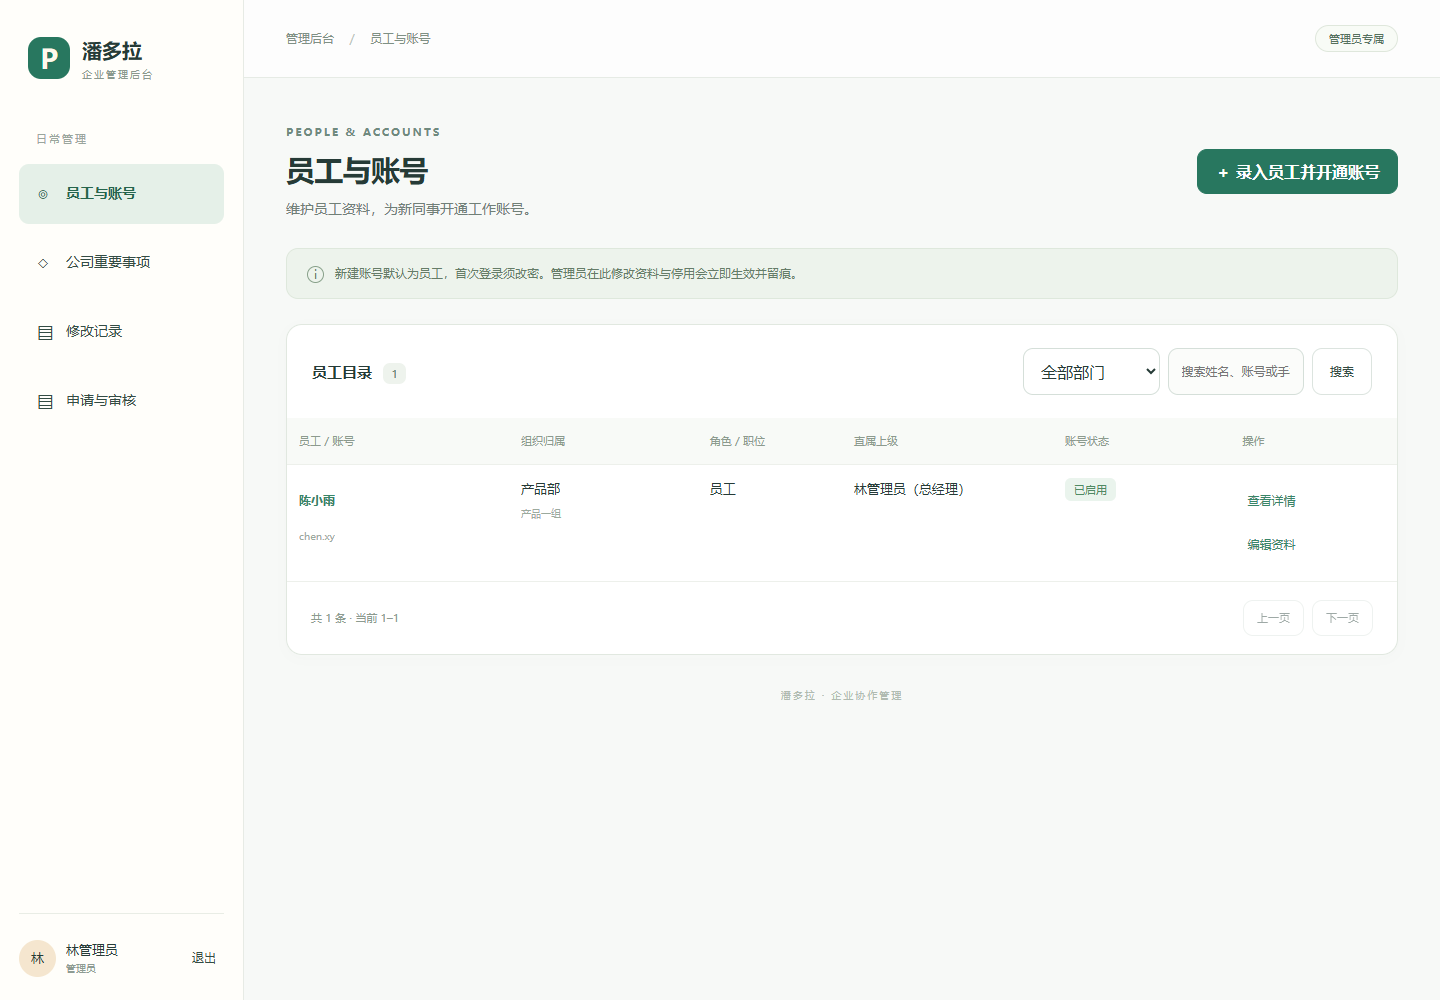 P
潘多拉
企业管理后台
日常管理
员工与账号
公司重要事项
修改记录
申请与审核
林
林管理员
管理员
退出
管理后台 / 员工与账号
管理员专属
PEOPLE & ACCOUNTS
员工与账号
维护员工资料，为新同事开通工作账号。
+ 录入员工并开通账号
新建账号默认为员工，首次登录须改密。管理员在此修改资料与停用会立即生效并留痕。
员工目录 1
全部部门
搜索姓名、账号或手
搜索
员工 / 账号 组织归属 角色 / 职位 直属上级 账号状态 操作
陈小雨
chen.xy
产品部
产品一组
员工
林管理员（总经理）
已启用
查看详情
编辑资料
共 1 条 · 当前 1–1
上一页
下一页
潘多拉 · 企业协作管理